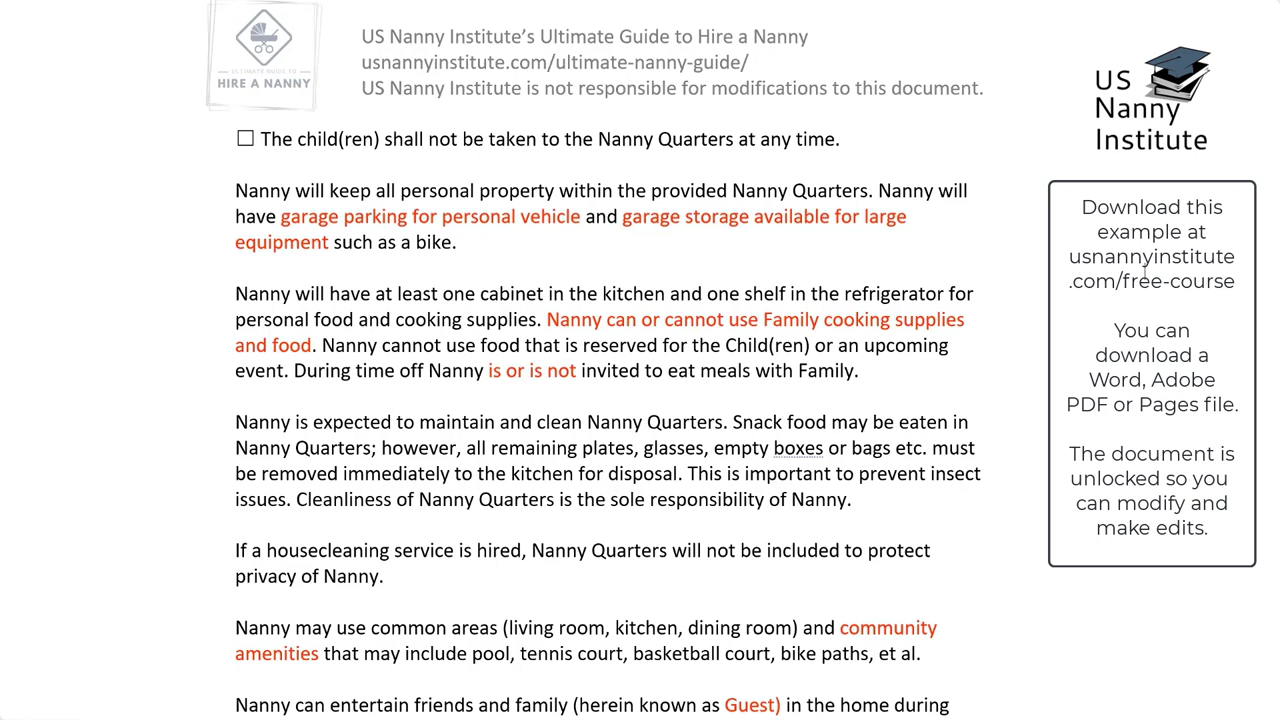 ULTIMATE GUIDE TO
HIRE A NANNY
US Nanny Institute’s Ultimate Guide to Hire a Nanny
usnannyinstitute.com/ultimate-nanny-guide/
US Nanny Institute is not responsible for modifications to this document.
US
Nanny
Institute
☐ The child(ren) shall not be taken to the Nanny Quarters at any time.
Nanny will keep all personal property within the provided Nanny Quarters. Nanny will
have garage parking for personal vehicle and garage storage available for large
equipment such as a bike.
Nanny will have at least one cabinet in the kitchen and one shelf in the refrigerator for
personal food and cooking supplies. Nanny can or cannot use Family cooking supplies
and food. Nanny cannot use food that is reserved for the Child(ren) or an upcoming
event. During time off Nanny is or is not invited to eat meals with Family.
Nanny is expected to maintain and clean Nanny Quarters. Snack food may be eaten in
Nanny Quarters; however, all remaining plates, glasses, empty boxes or bags etc. must
be removed immediately to the kitchen for disposal. This is important to prevent insect
issues. Cleanliness of Nanny Quarters is the sole responsibility of Nanny.
If a housecleaning service is hired, Nanny Quarters will not be included to protect
privacy of Nanny.
Nanny may use common areas (living room, kitchen, dining room) and community
amenities that may include pool, tennis court, basketball court, bike paths, et al.
Nanny can entertain friends and family (herein known as Guest) in the home during
Download this
example at
usnannyinstitute
.com/free-course
You can
download a
Word, Adobe
PDF or Pages file.
The document is
unlocked so you
can modify and
make edits.